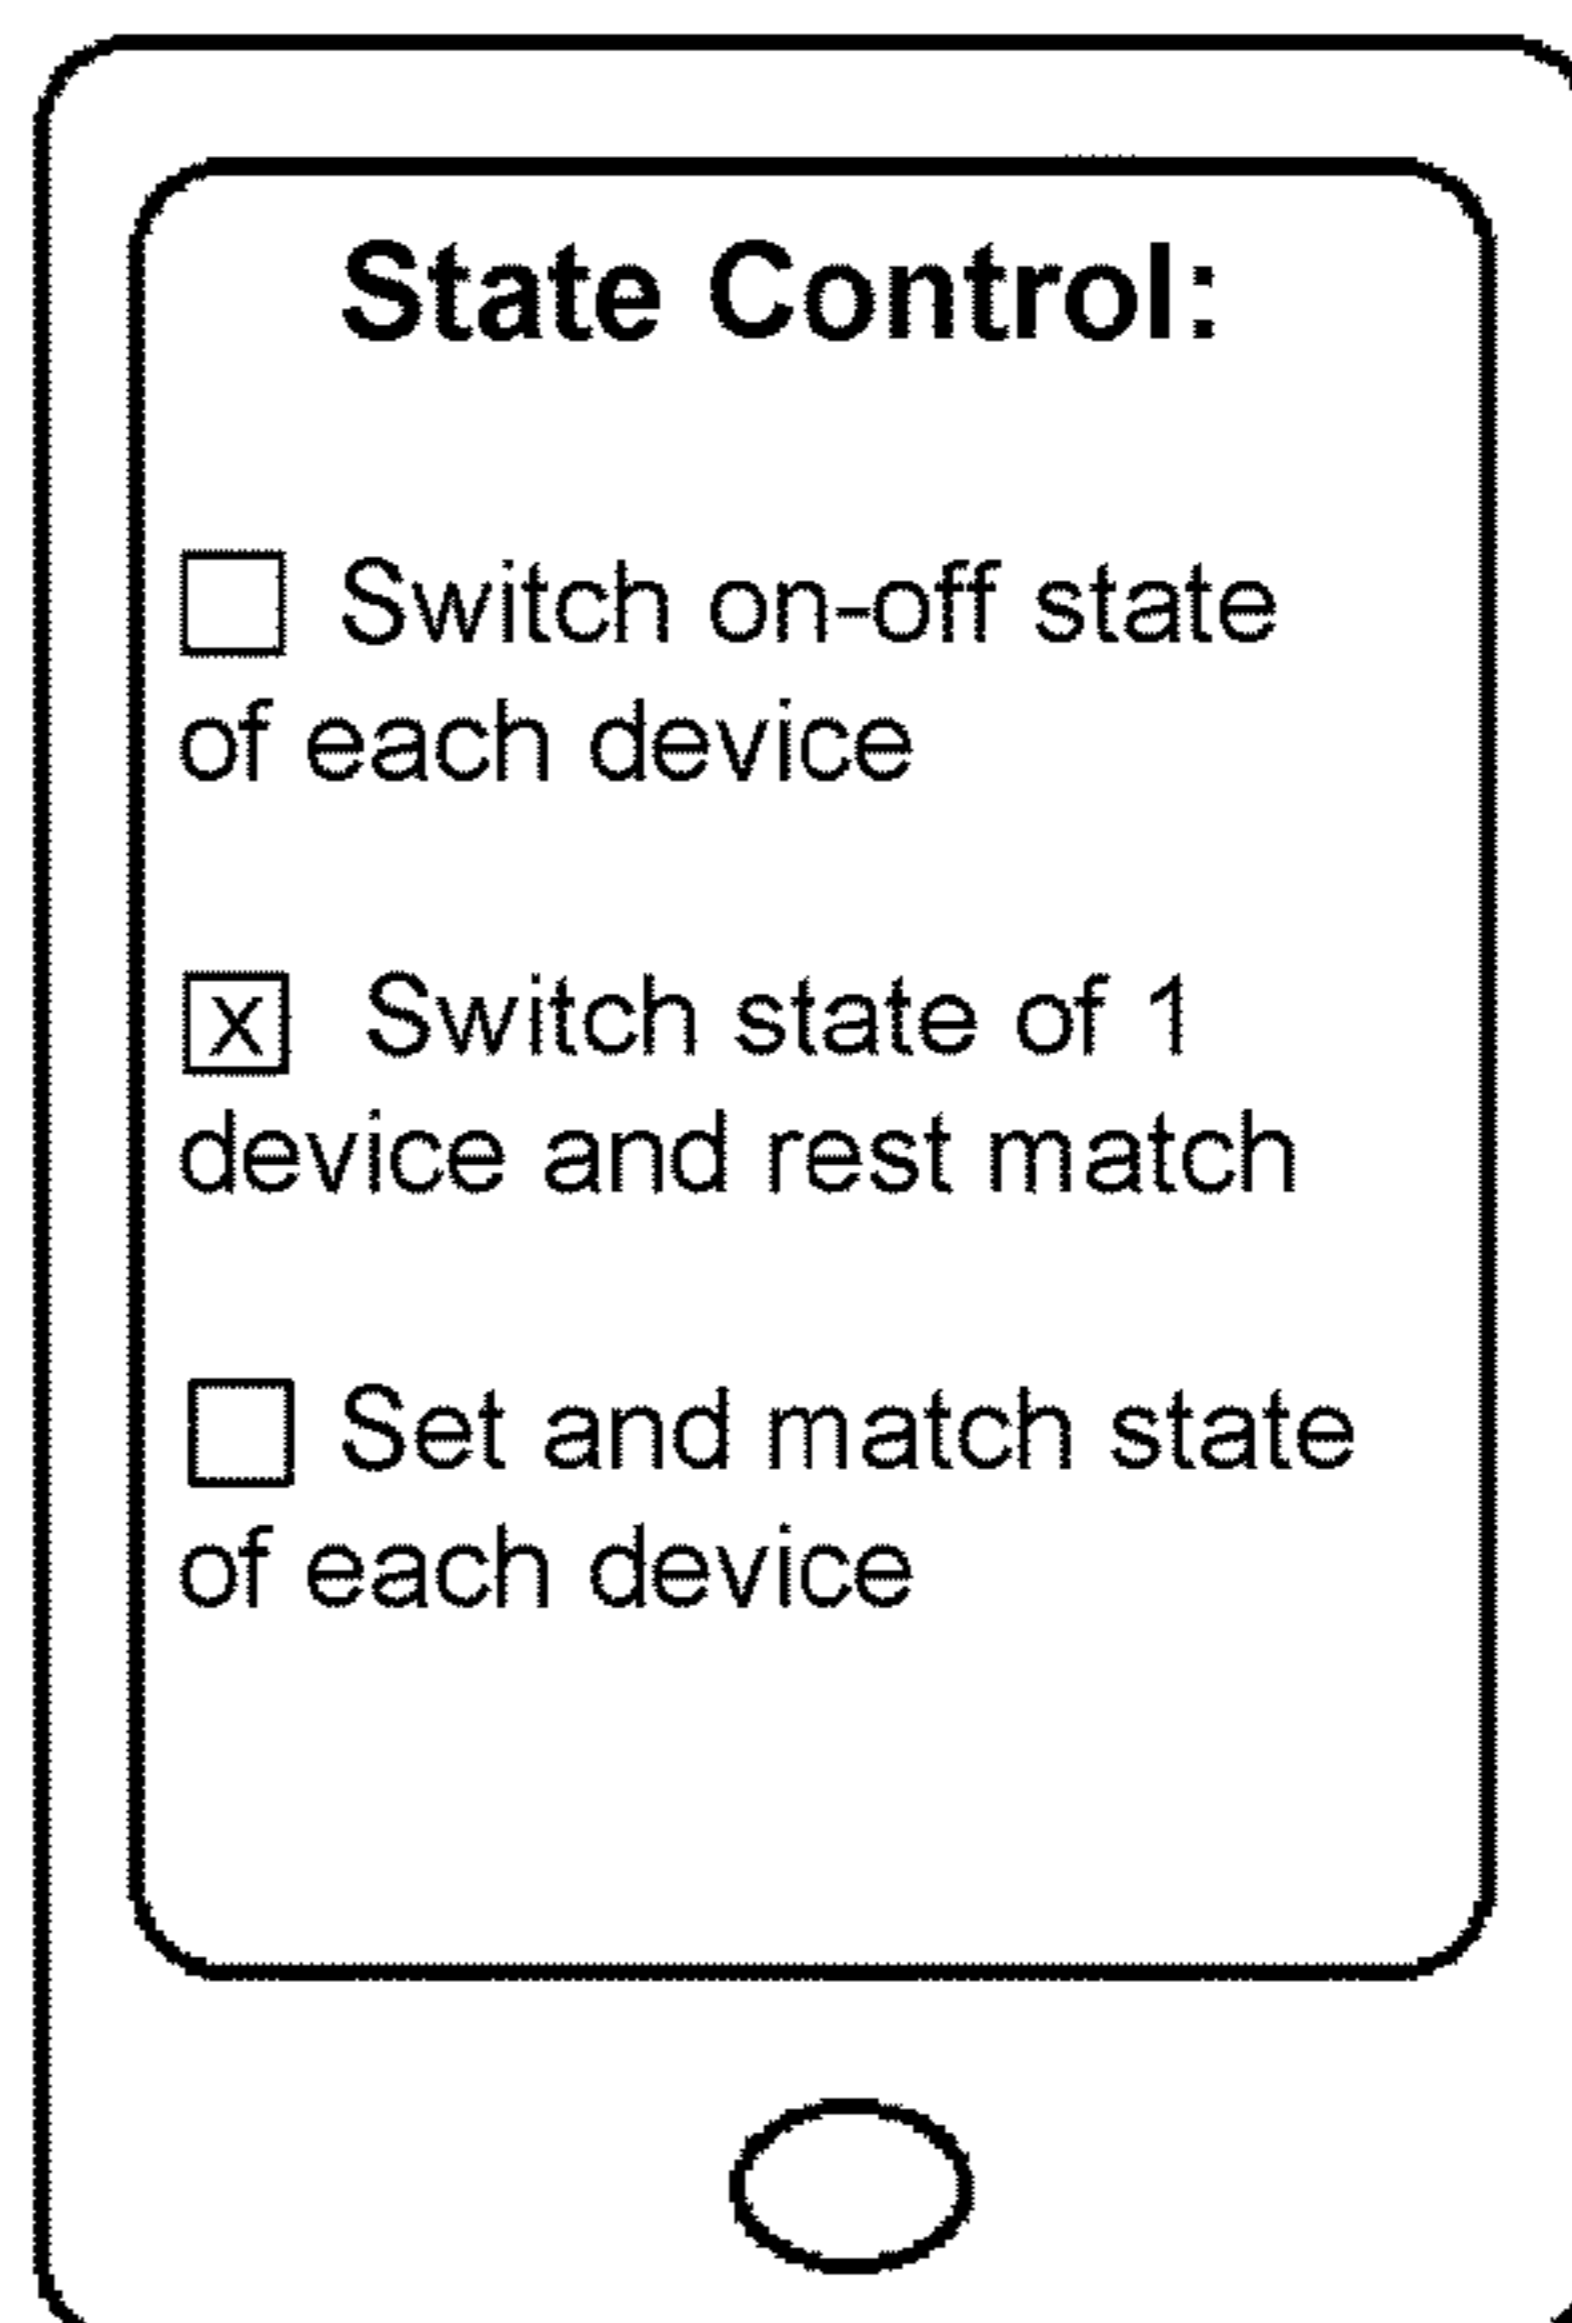 State Control:
☐ Switch on-off state
of each device
☒ Switch state of 1
device and rest match
☐ Set and match state
of each device